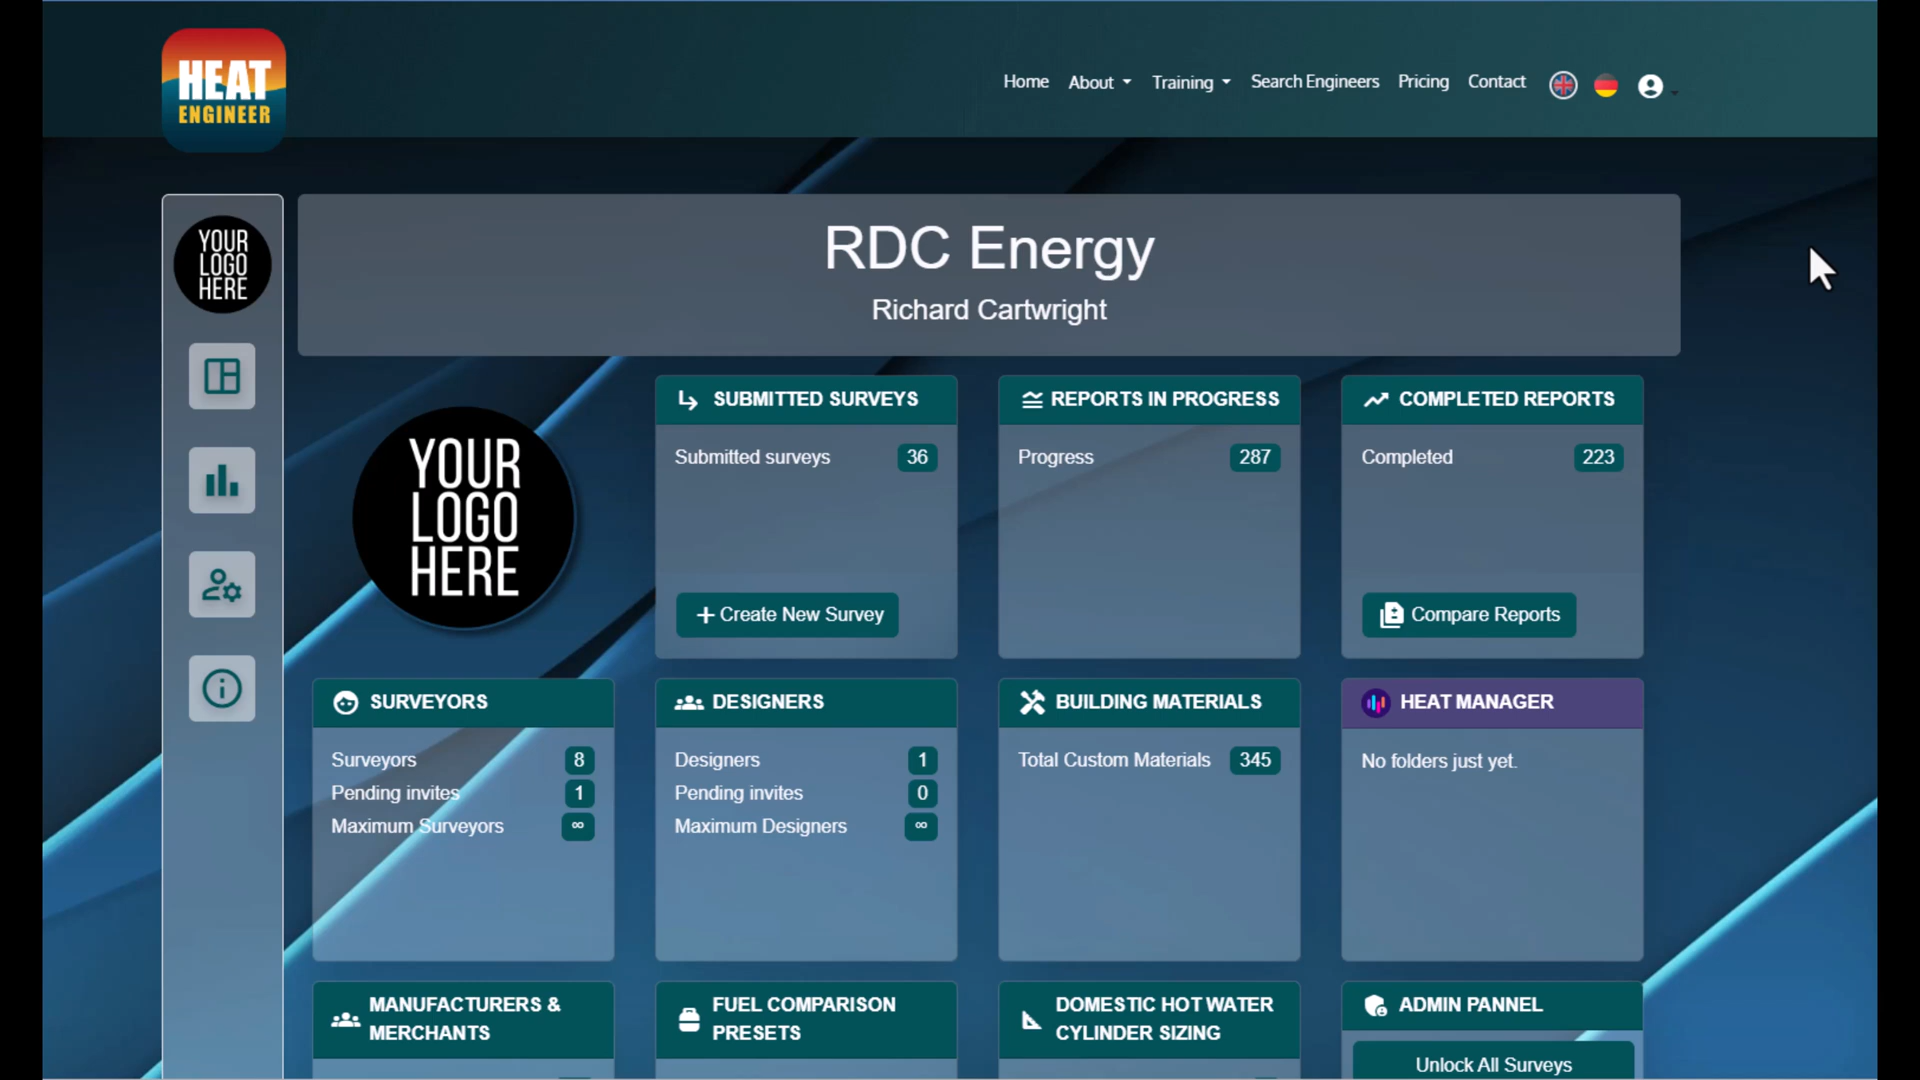 HEAT
ENGINEER
Home About Training Search Engineers Pricing Contact
YOUR
LOGO
HERE
RDC Energy
Richard Cartwright
YOUR
LOGO
HERE
SUBMITTED SURVEYS
Submitted surveys 36
Create New Survey
REPORTS IN PROGRESS
Progress 287
COMPLETED REPORTS
Completed 223
Compare Reports
SURVEYORS
Surveyors 8
Pending invites 1
Maximum Surveyors ∞
DESIGNERS
Designers 1
Pending invites 0
Maximum Designers ∞
BUILDING MATERIALS
Total Custom Materials 345
HEAT MANAGER
No folders just yet.
MANUFACTURERS &
MERCHANTS
FUEL COMPARISON
PRESETS
DOMESTIC HOT WATER
CYLINDER SIZING
ADMIN PANNEL
Unlock All Surveys